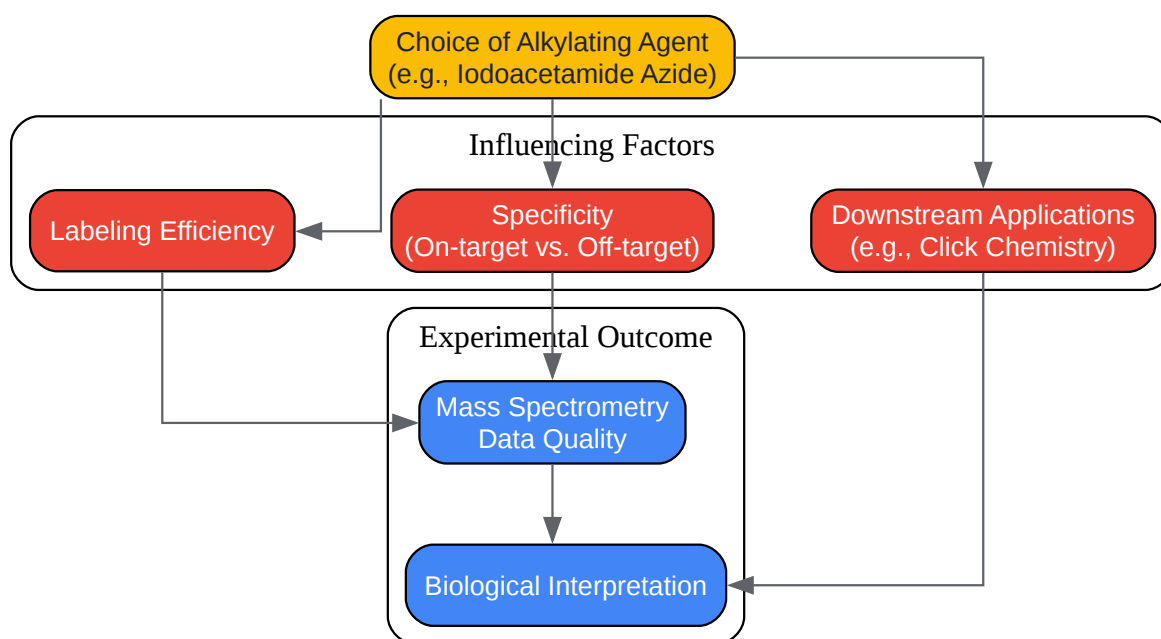 Choice of Alkylating Agent
(e.g., Iodoacetamide Azide)
Influencing Factors
Labeling Efficiency
Specificity
(On-target vs. Off-target)
Downstream Applications
(e.g., Click Chemistry)
Experimental Outcome
Mass Spectrometry
Data Quality
Biological Interpretation